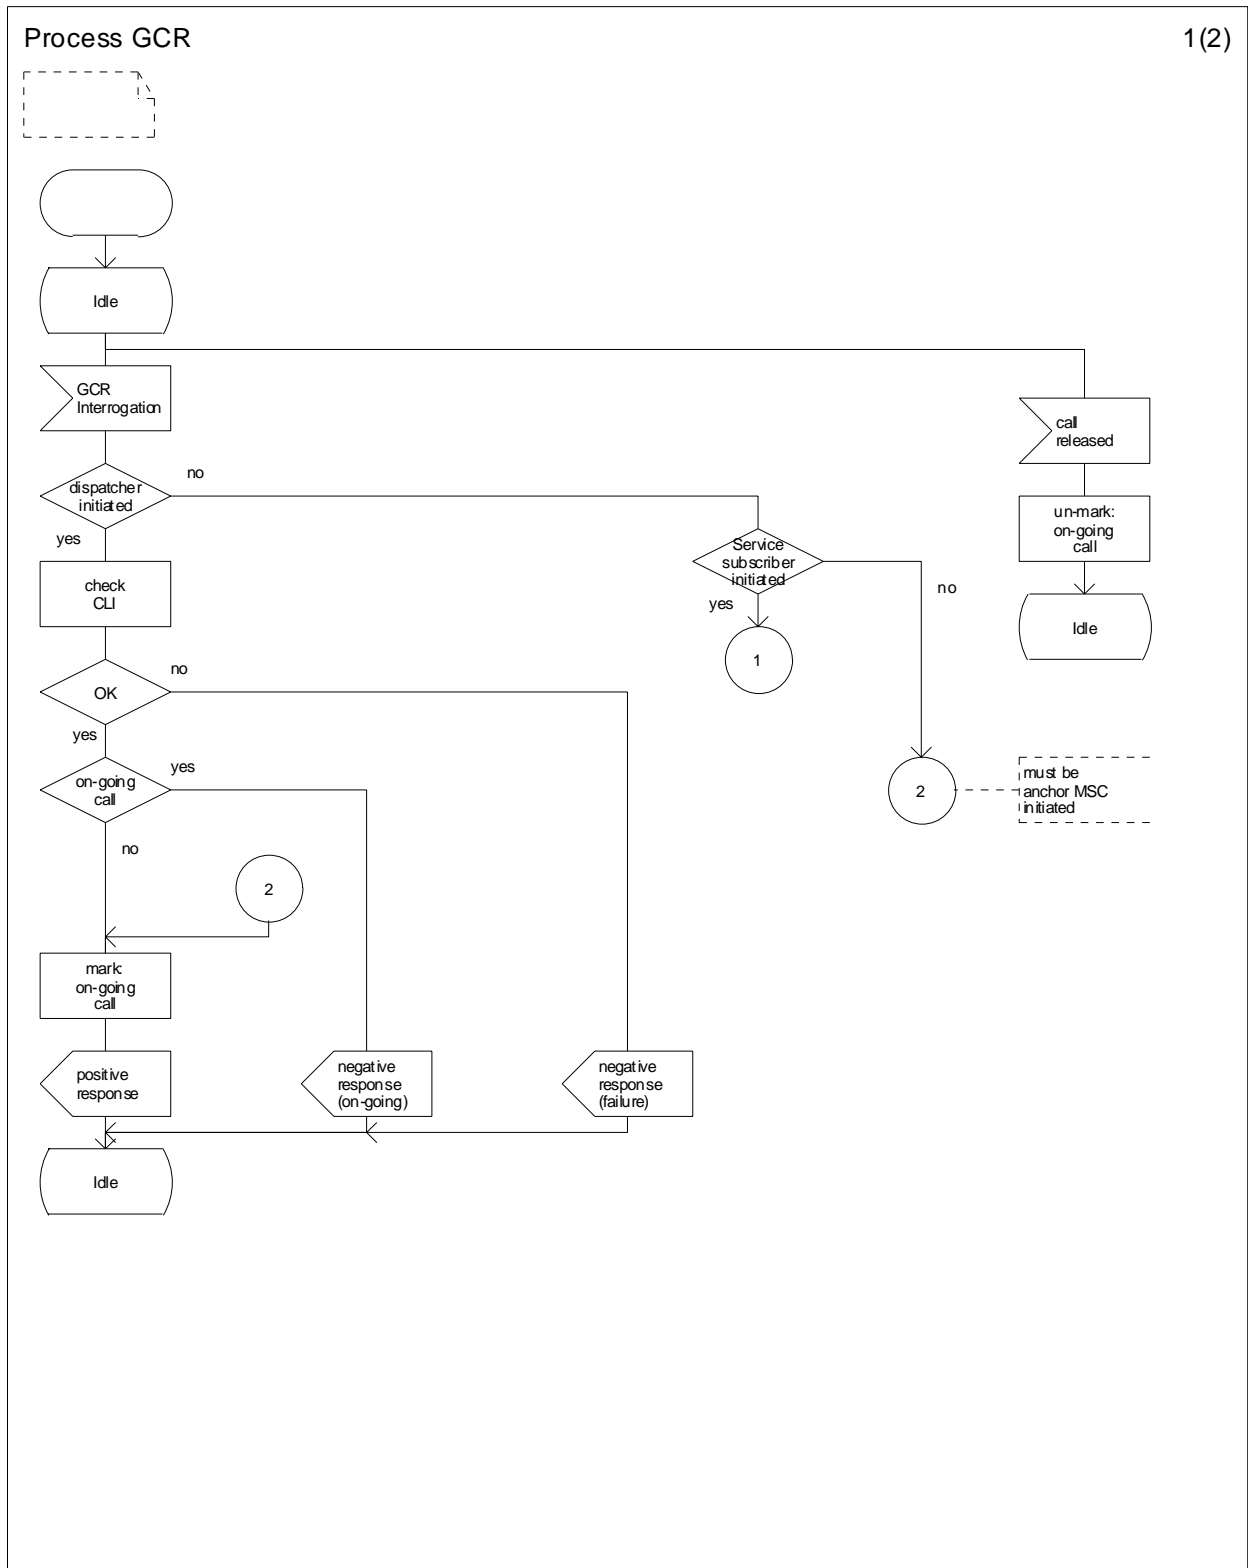 Process GCR
1(2)
Idle
GCR
Interrogation
call
released
no
dispatcher
initiated
yes
un-mark:
on-going
call
Service
subscriber
initiated
no
yes
check
CLI
Idle
1
no
OK
yes
yes
on-going
call
no
2
must be
anchor MSC
initiated
2
mark:
on-going
call
positive
response
negative
response
(on-going)
negative
response
(failure)
Idle